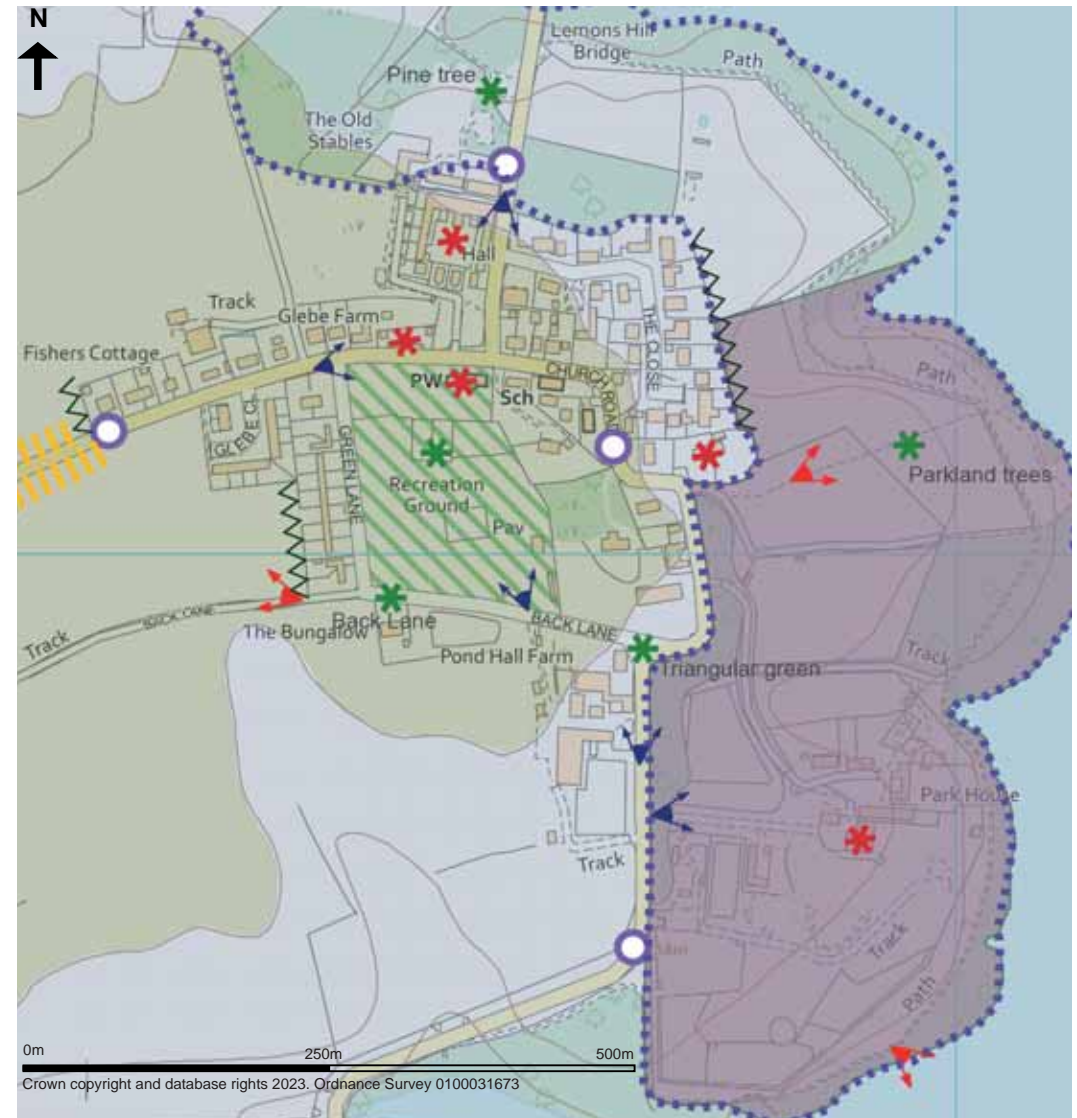 N
Lemons Hill
Bridge
Path
Pine tree
The Old
Stables
Hall
Track
Glebe Farm
Fishers Cottage
THE CLOSE
CHURCH ROAD
PW
Sch
Path
GLEBE CL
GREEN LANE
Parkland trees
Recreation
Ground
Pav
BACK LANE
Back Lane
The Bungalow
Track
BACK LANE
Pond Hall Farm
Triangular green
Track
Park House
Track
Track
Path
0m
250m
500m
Crown copyright and database rights 2023. Ordnance Survey 0100031673